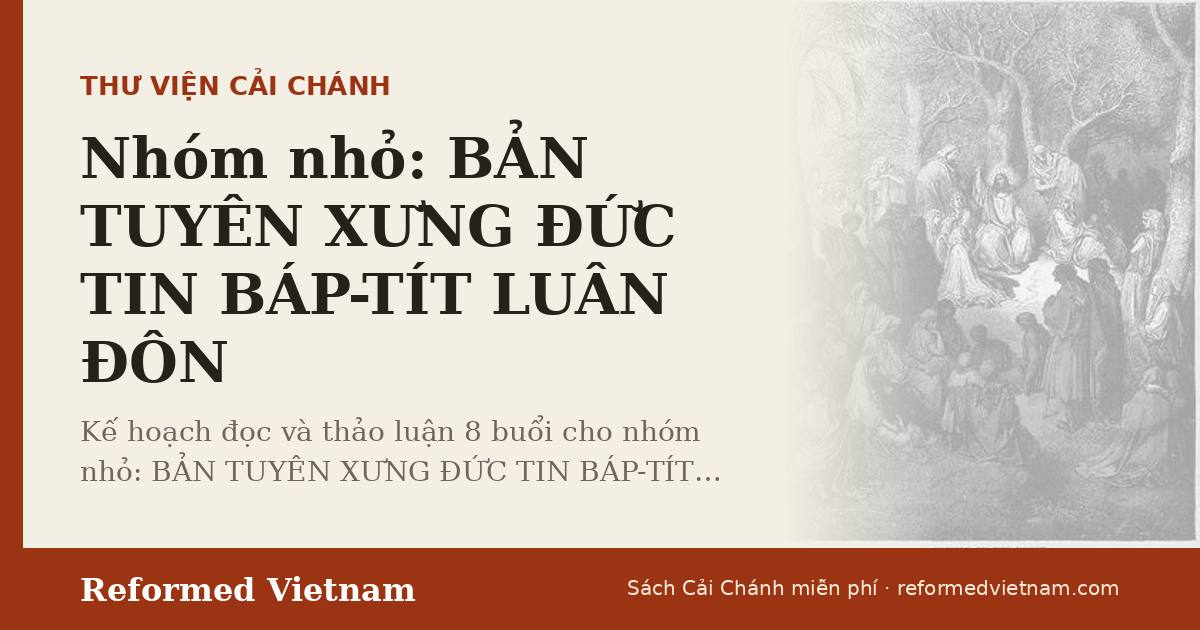 THƯ VIỆN CẢI CHÁNH
Nhóm nhỏ: BẢN
TUYÊN XƯNG ĐỨC
TIN BÁP-TÍT LUÂN
ĐÔN
Kế hoạch đọc và thảo luận 8 buổi cho nhóm
nhỏ: BẢN TUYÊN XƯNG ĐỨC TIN BÁP-TÍT...
Reformed Vietnam
Sách Cải Chánh miễn phí · reformedvietnam.com